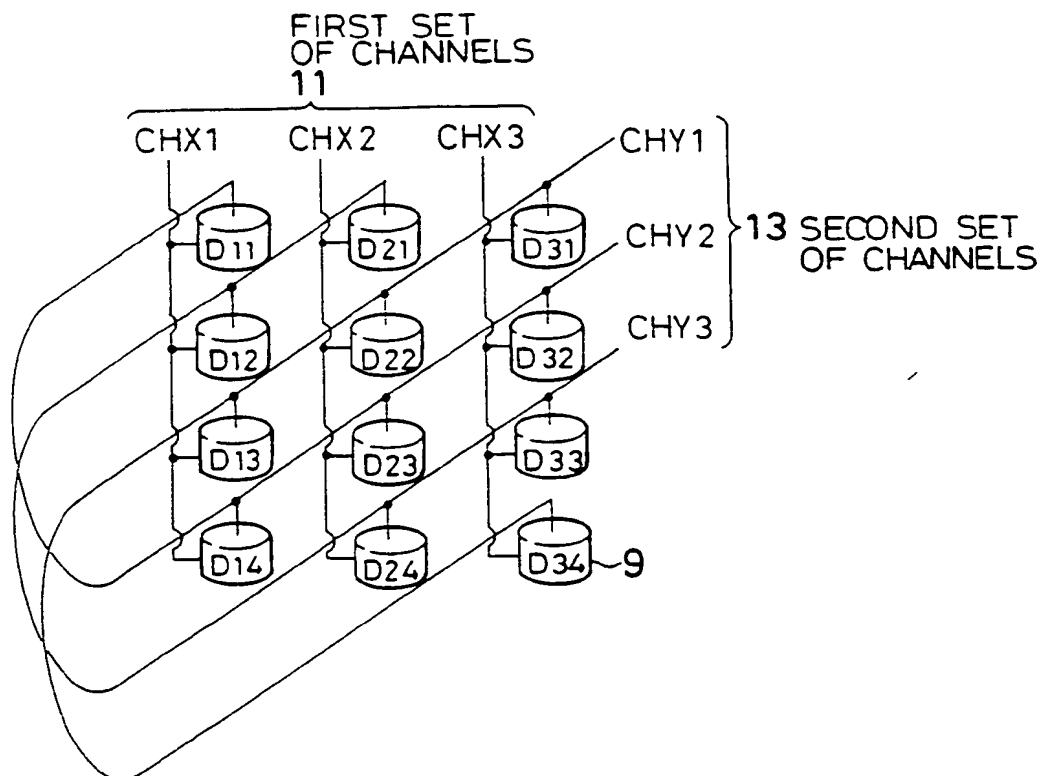 FIRST SET
OF CHANNELS
11
CHX1 CHX2 CHX3 CHY1
D11 D21 D31 CHY2 13 SECOND SET
OF CHANNELS
D12 D22 D32 CHY3
D13 D23 D33
D14 D24 D34 9